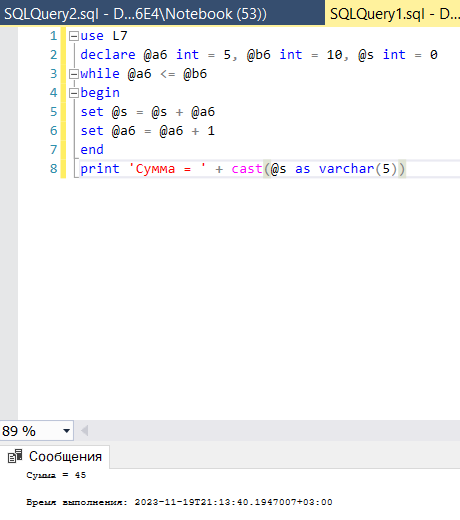 SQLQuery2.sql - D...6E4\Notebook (53))
SQLQuery1.sql - D...
1 use L7
2 declare @a6 int = 5, @b6 int = 10, @s int = 0
3 while @a6 <= @b6
4 begin
5 set @s = @s + @a6
6 set @a6 = @a6 + 1
7 end
8 print 'Сумма = ' + cast(@s as varchar(5))
89 %
Сообщения
Сумма = 45
Время выполнения: 2023-11-19T21:13:40.1947007+03:00